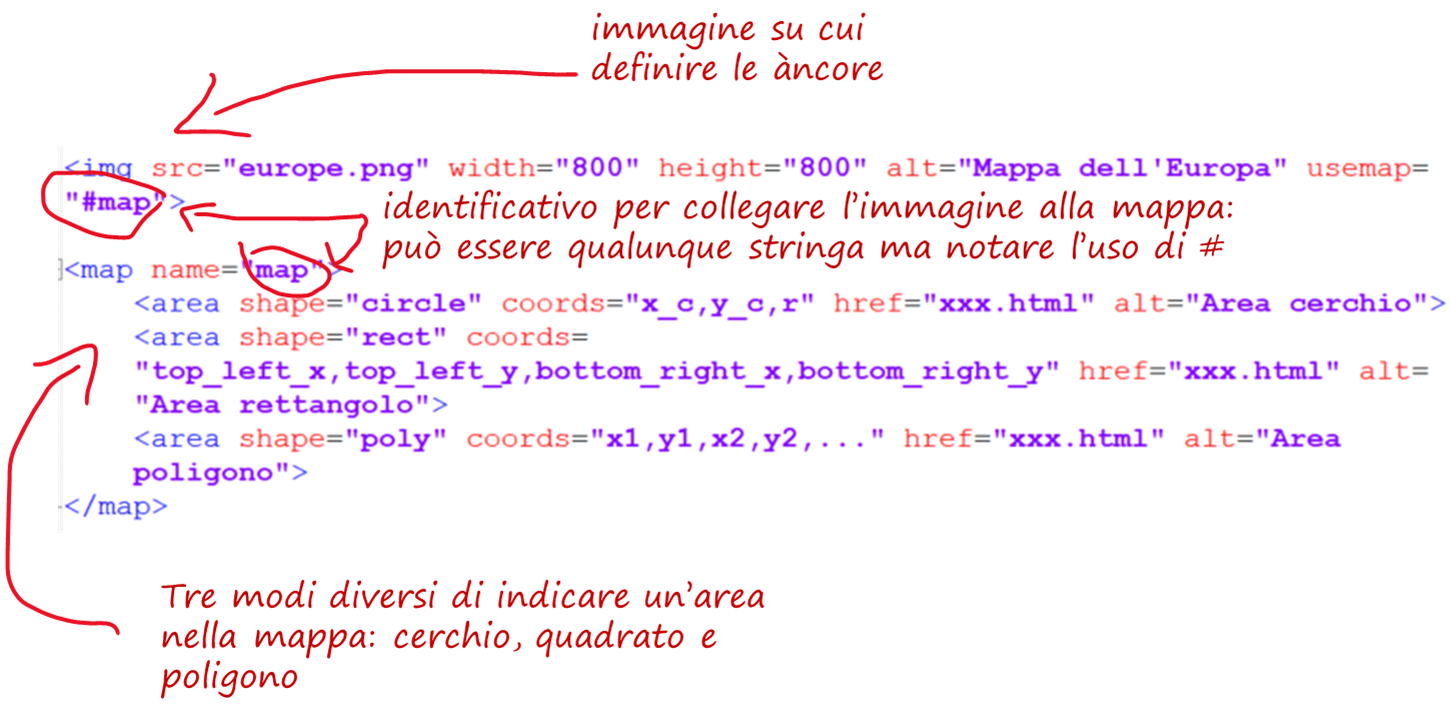 immagine su cui
definire le àncore
<img src="europe.png" width="800" height="800" alt="Mappa dell'Europa" usemap=
"#map">
identificativo per collegare l’immagine alla mappa:
può essere qualunque stringa ma notare l’uso di #
<map name="map">
<area shape="circle" coords="x_c,y_c,r" href="xxx.html" alt="Area cerchio">
<area shape="rect" coords=
"top_left_x,top_left_y,bottom_right_x,bottom_right_y" href="xxx.html" alt=
"Area rettangolo">
<area shape="poly" coords="x1,y1,x2,y2,..." href="xxx.html" alt="Area
poligono">
</map>
Tre modi diversi di indicare un’area
nella mappa: cerchio, quadrato e
poligono